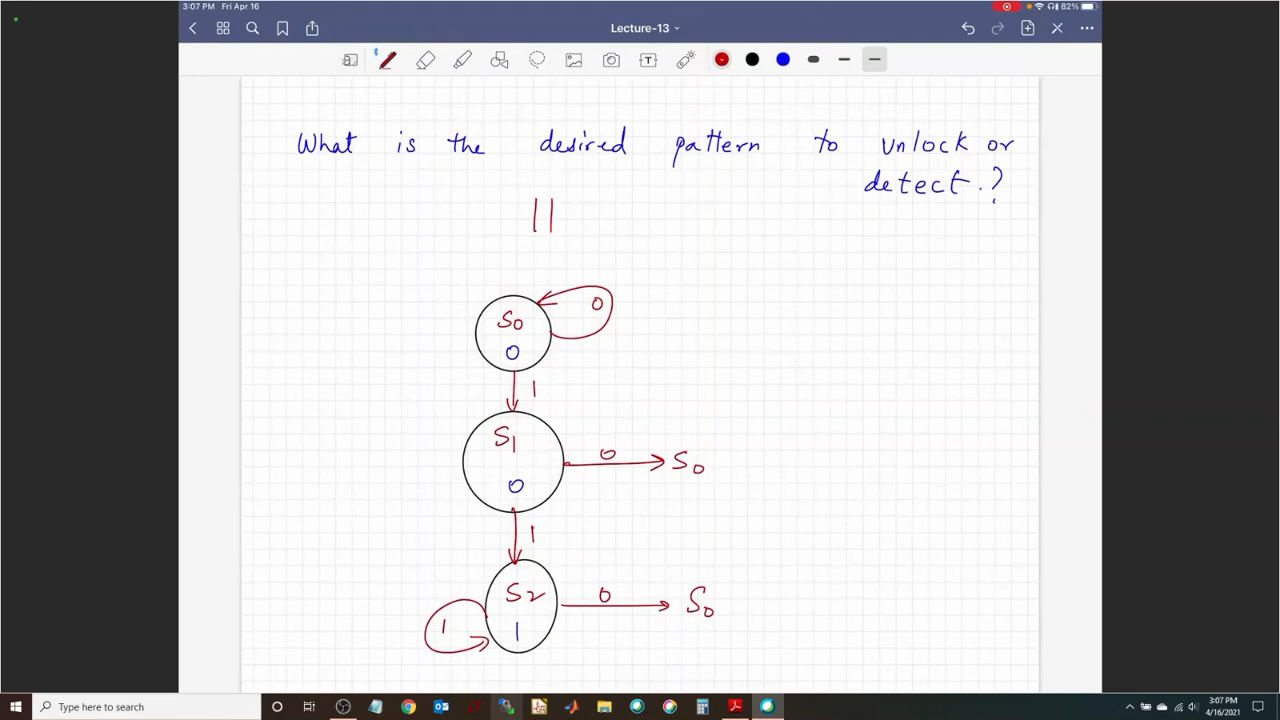 3:07 PM Fri Apr 16
82%
Lecture-13
What is the desired pattern to unlock or
detect.?
11
S0
0
0
1
S1
0
0
S0
1
S2
1
1
0
S0
Type here to search
3:07 PM
4/16/2021